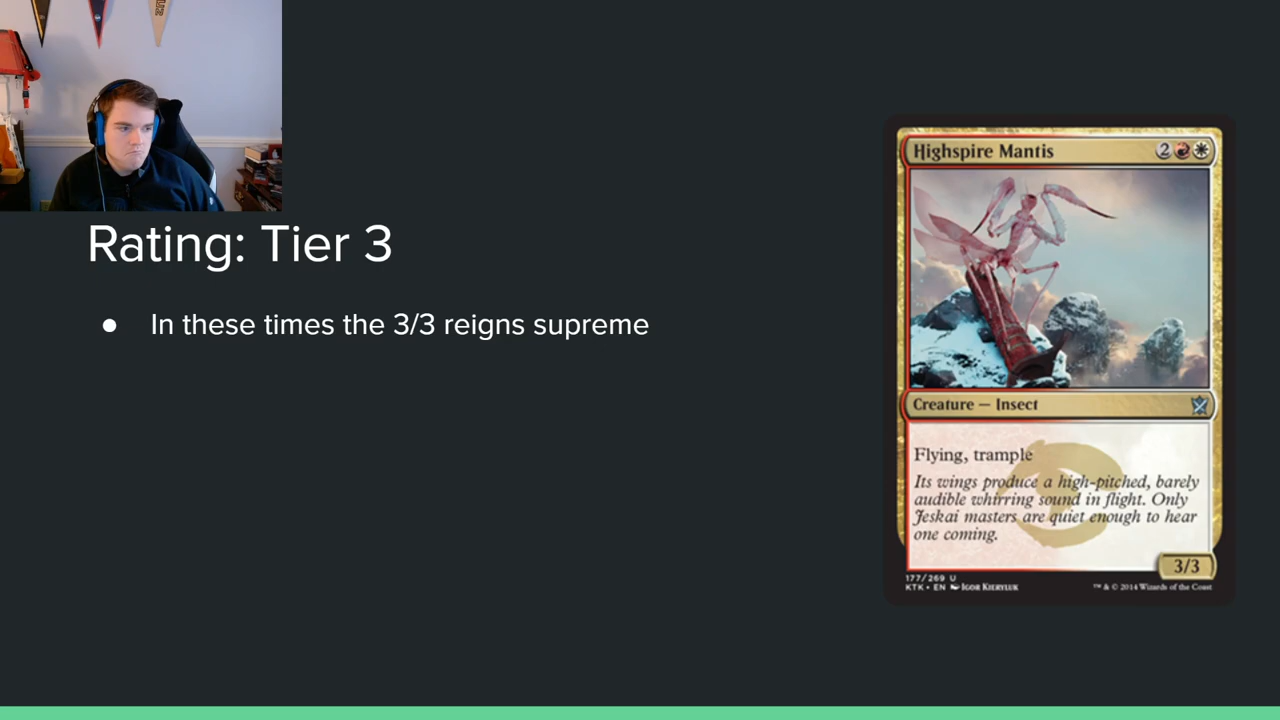 Rating: Tier 3
● In these times the 3/3 reigns supreme
Highspire Mantis 2
Creature — Insect
Flying, trample
Its wings produce a high-pitched, barely
audible whirring sound in flight. Only
Jeskai masters are quiet enough to hear
one coming.
3/3
177/269 U
KTK • EN Igor Kieryluk
™ & © 2014 Wizards of the Coast